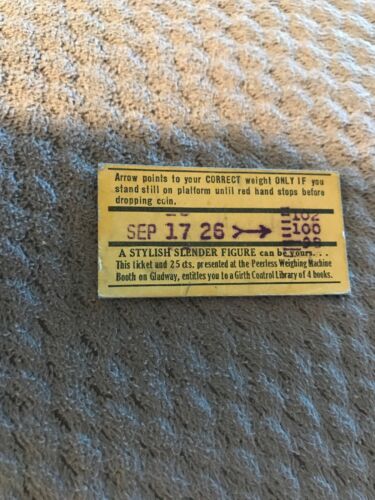 Arrow points to your CORRECT weight ONLY IF you
stand still on platform until red hand stops before
dropping coin.
102
SEP 17 26 100
99
A STYLISH SLENDER FIGURE can be yours. . . .
This ticket and 25 cts. presented at the Peerless Weighing Machine
Booth on Gladway, entitles you to a Girth Control Library of 4 books.